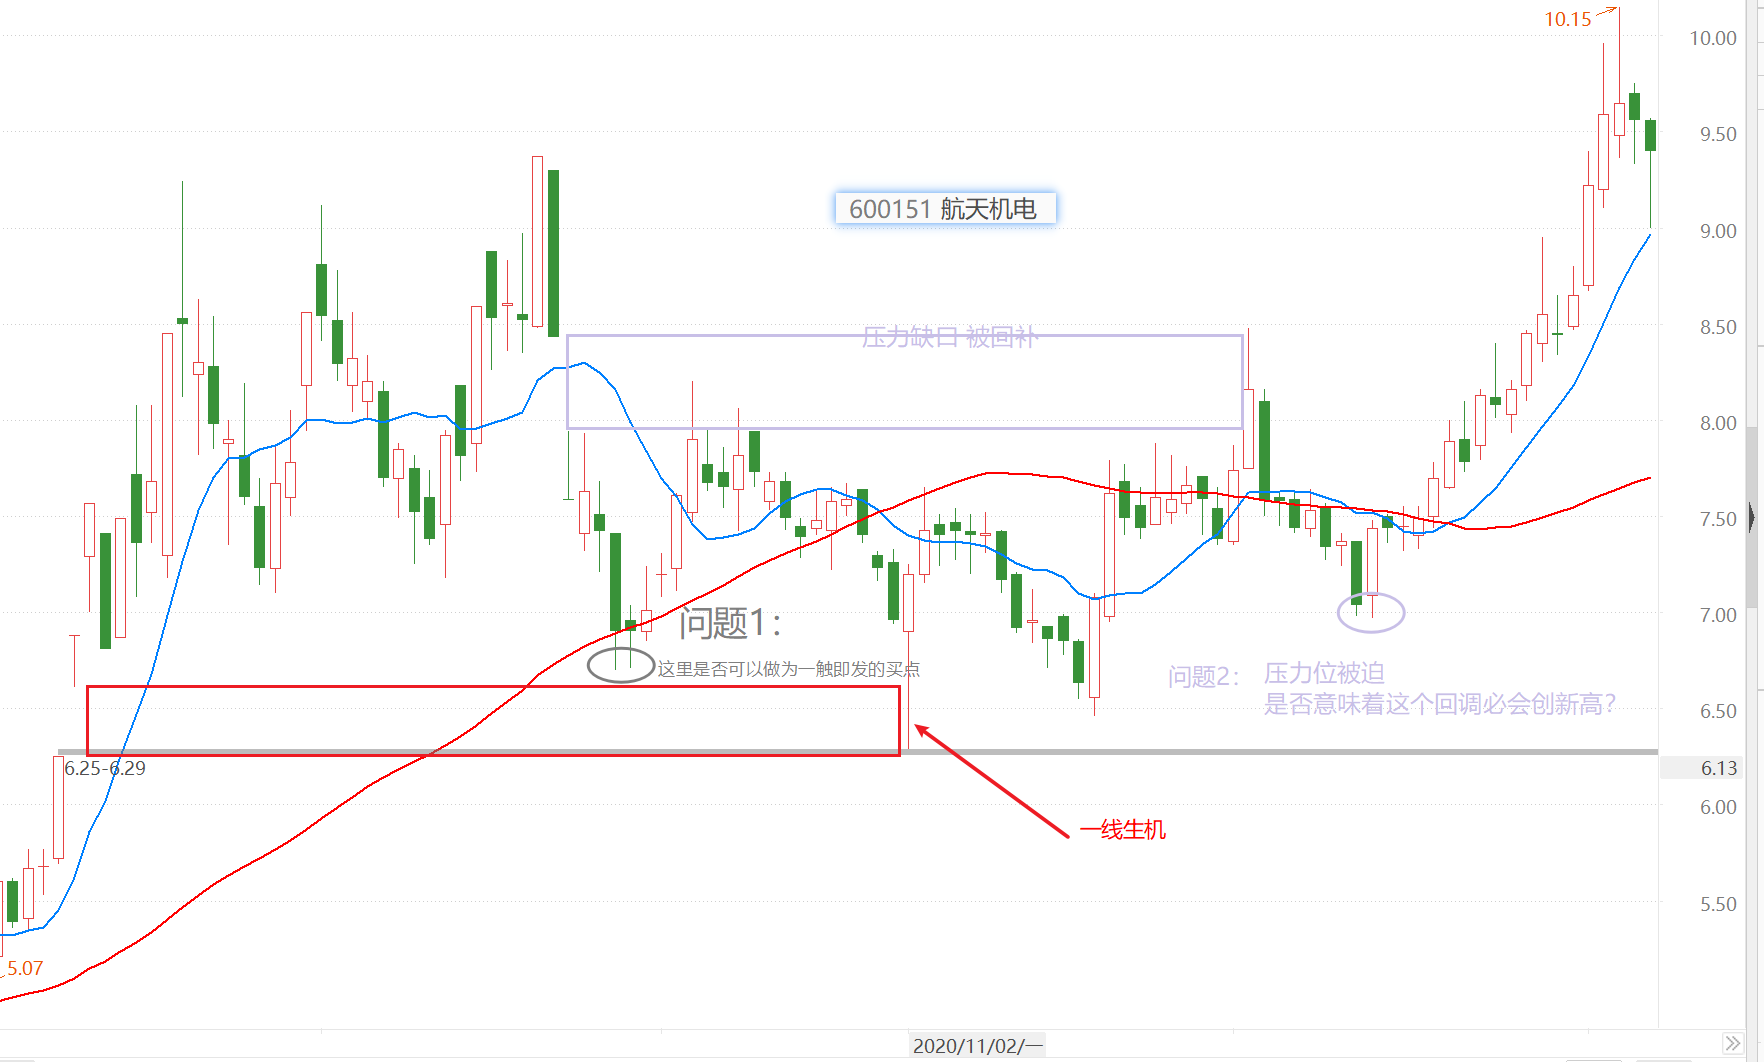 10.15
10.00
9.50
600151 航天机电
9.00
压力缺口 被回补
8.50
8.00
7.50
问题1：
7.00
这里是否可以做为一触即发的买点
问题2： 压力位被迫
是否意味着这个回调必会创新高？
6.50
6.25-6.29
6.13
6.00
一线生机
5.50
5.07
2020/11/02/一